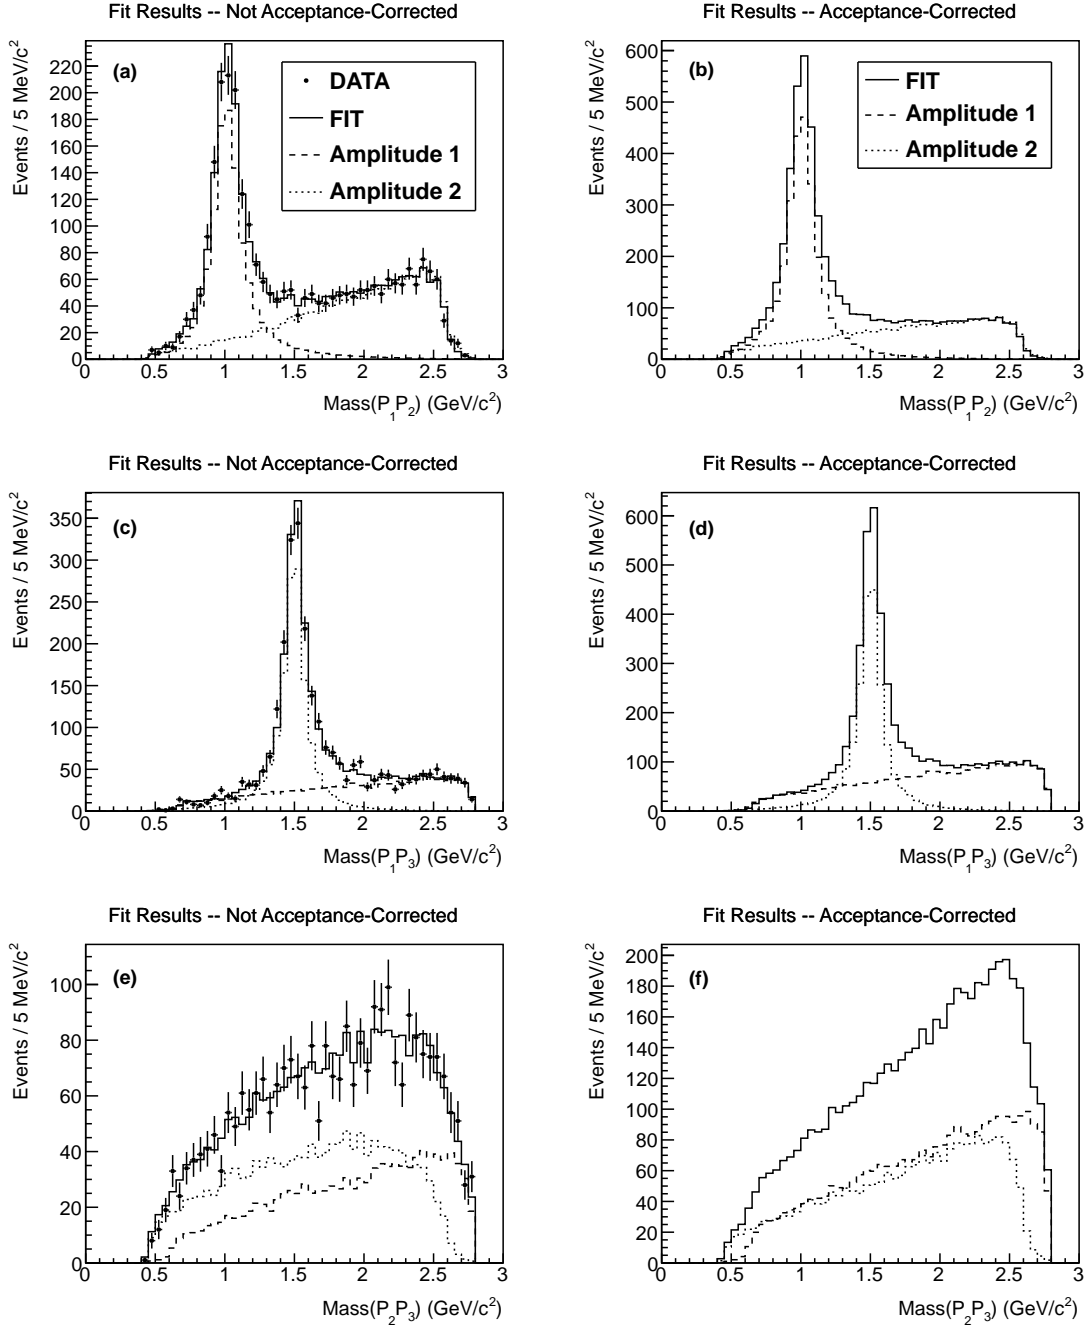 Fit Results -- Not Acceptance-Corrected
Events / 5 MeV/c²
(a)
DATA
FIT
Amplitude 1
Amplitude 2
220
200
180
160
140
120
100
80
60
40
20
0
0 0.5 1 1.5 2 2.5 3
Mass(P₁P₂) (GeV/c²)
Fit Results -- Acceptance-Corrected
Events / 5 MeV/c²
(b)
FIT
Amplitude 1
Amplitude 2
600
500
400
300
200
100
0
0 0.5 1 1.5 2 2.5 3
Mass(P₁P₂) (GeV/c²)
Fit Results -- Not Acceptance-Corrected
Events / 5 MeV/c²
(c)
350
300
250
200
150
100
50
0
0 0.5 1 1.5 2 2.5 3
Mass(P₁P₃) (GeV/c²)
Fit Results -- Acceptance-Corrected
Events / 5 MeV/c²
(d)
600
500
400
300
200
100
0
0 0.5 1 1.5 2 2.5 3
Mass(P₁P₃) (GeV/c²)
Fit Results -- Not Acceptance-Corrected
Events / 5 MeV/c²
(e)
100
80
60
40
20
0
0 0.5 1 1.5 2 2.5 3
Mass(P₂P₃) (GeV/c²)
Fit Results -- Acceptance-Corrected
Events / 5 MeV/c²
(f)
200
180
160
140
120
100
80
60
40
20
0
0 0.5 1 1.5 2 2.5 3
Mass(P₂P₃) (GeV/c²)